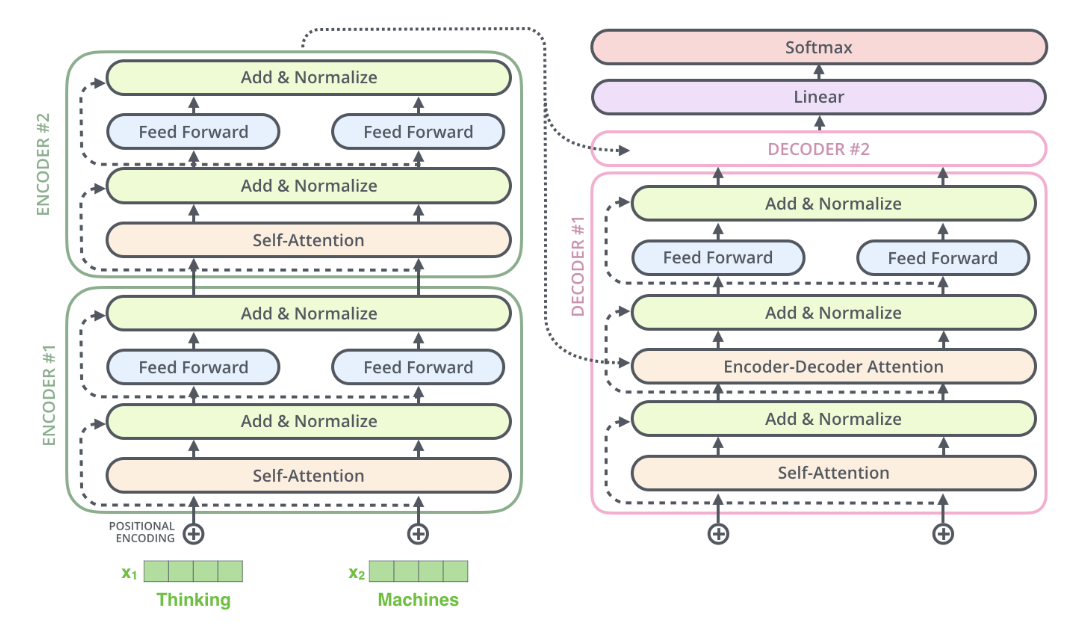 ENCODER #2
Add & Normalize
Feed Forward
Feed Forward
Add & Normalize
Self-Attention
ENCODER #1
Add & Normalize
Feed Forward
Feed Forward
Add & Normalize
Self-Attention
POSITIONAL
ENCODING
x1
x2
Thinking
Machines
Softmax
Linear
DECODER #2
DECODER #1
Add & Normalize
Feed Forward
Feed Forward
Add & Normalize
Encoder-Decoder Attention
Add & Normalize
Self-Attention